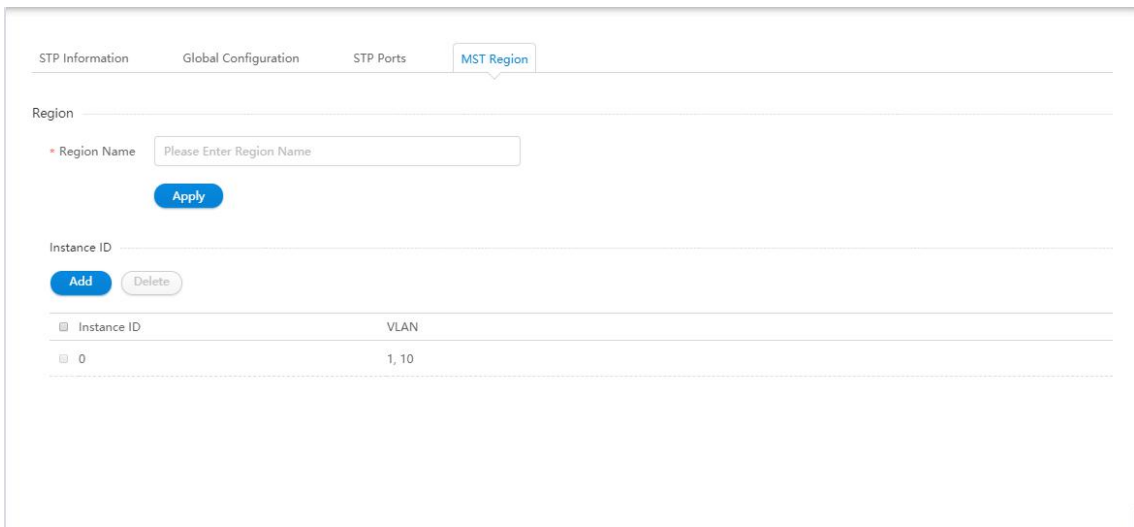 STP Information Global Configuration STP Ports MST Region
Region
* Region Name Please Enter Region Name
Apply
Instance ID
Add Delete
Instance ID VLAN
0 1, 10